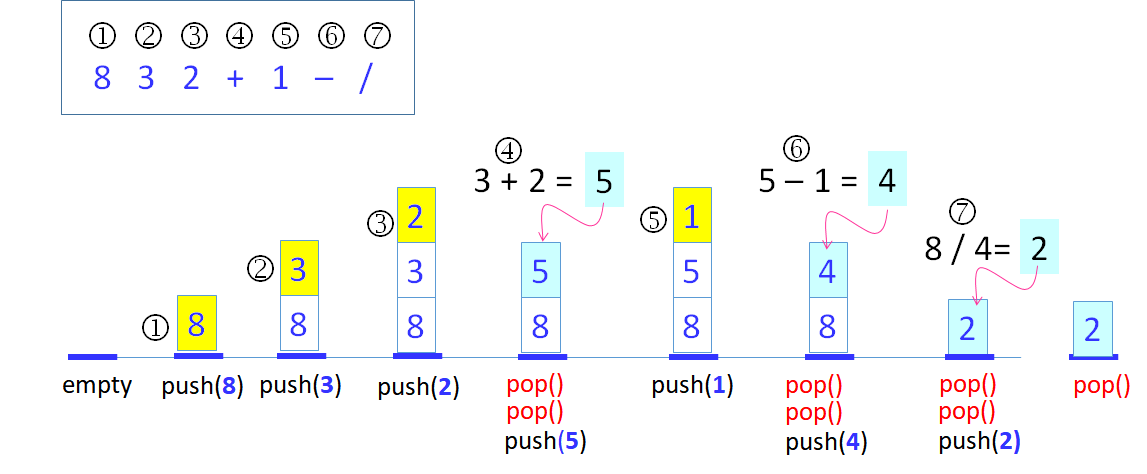 ① ② ③ ④ ⑤ ⑥ ⑦
8 3 2 + 1 – /
④
3 + 2 = 5
⑥
5 – 1 = 4
⑦
8 / 4= 2
① 8
② 3
8
③ 2
3
8
5
8
⑤ 1
5
8
4
8
2
2
empty
push(8)
push(3)
push(2)
pop()
pop()
push(5)
push(1)
pop()
pop()
push(4)
pop()
pop()
push(2)
pop()